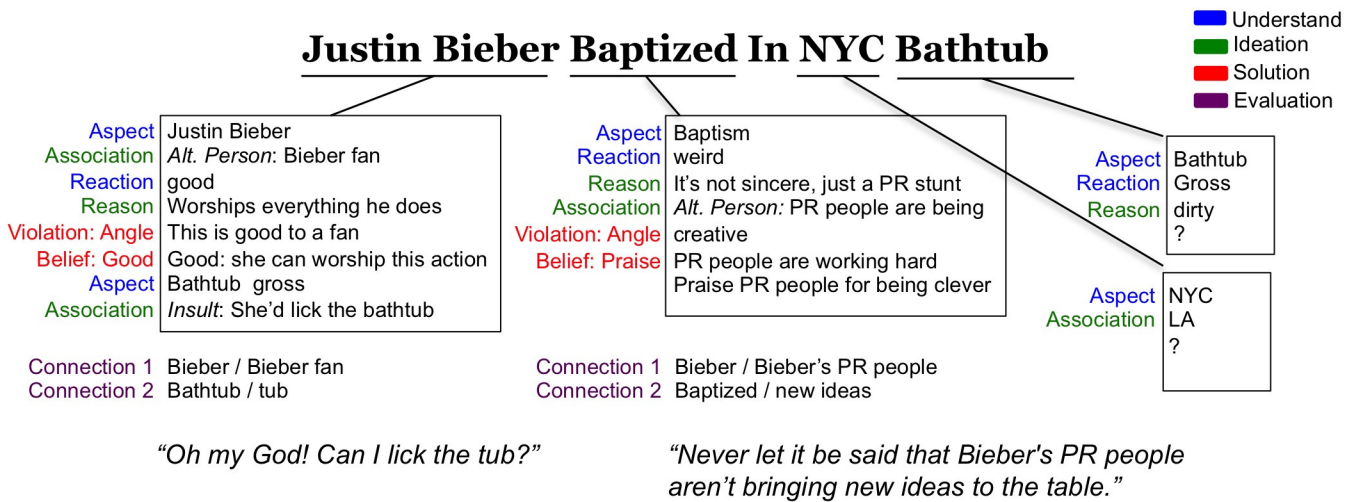 Justin Bieber Baptized In NYC Bathtub
Understand
Ideation
Solution
Evaluation
Aspect Justin Bieber
Association Alt. Person: Bieber fan
Reaction good
Reason Worships everything he does
Violation: Angle This is good to a fan
Belief: Good Good: she can worship this action
Aspect Bathtub gross
Association Insult: She’d lick the bathtub
Connection 1 Bieber / Bieber fan
Connection 2 Bathtub / tub
“Oh my God! Can I lick the tub?”
Aspect Baptism
Reaction weird
Reason It’s not sincere, just a PR stunt
Association Alt. Person: PR people are being
Violation: Angle creative
Belief: Praise PR people are working hard
Praise PR people for being clever
Connection 1 Bieber / Bieber’s PR people
Connection 2 Baptized / new ideas
“Never let it be said that Bieber's PR people
aren’t bringing new ideas to the table.”
Aspect Bathtub
Reaction Gross
Reason dirty
?
Aspect NYC
Association LA
?